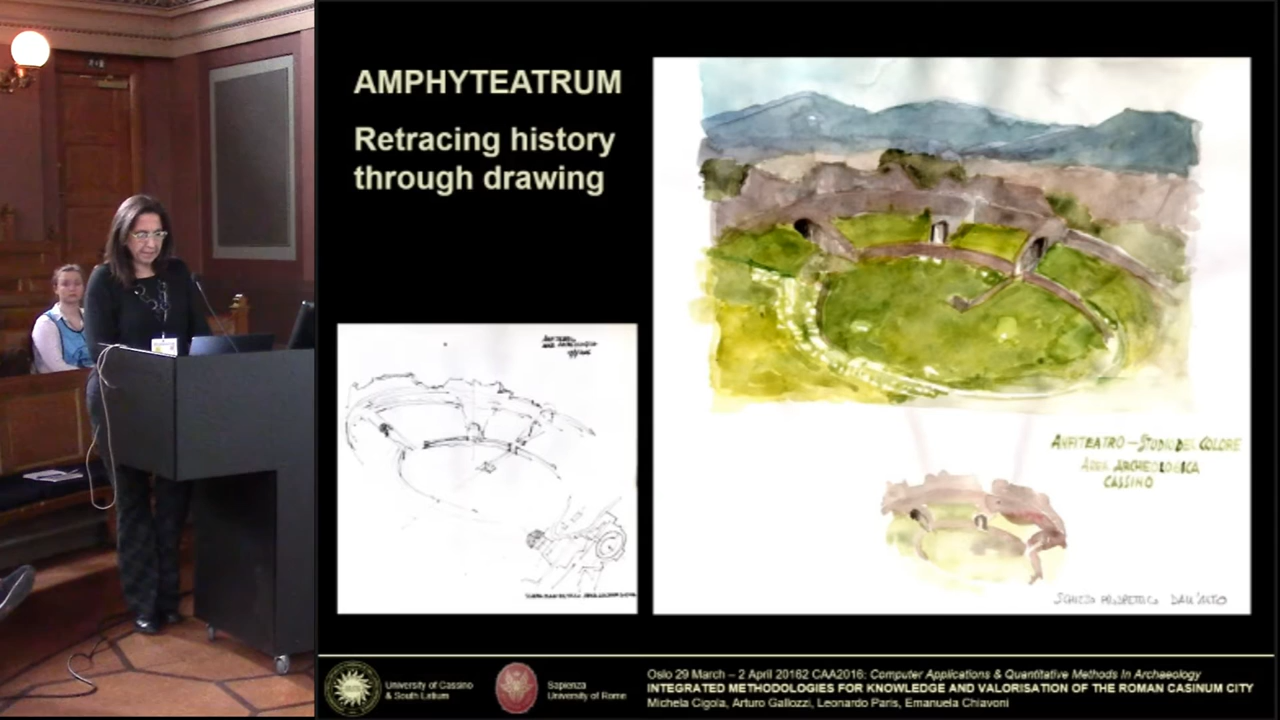 AMPHYTEATRUM
Retracing history
through drawing
ANFITEATRO - STUDIO DEL COLORE
AREA ARCHEOLOGICA
CASSINO
SCHIZZO PROSPETTICO DALL'ALTO
University of Cassino
& South Latium
Sapienza
University of Rome
Oslo 29 March – 2 April 20162 CAA2016: Computer Applications & Quantitative Methods In Archaeology
INTEGRATED METHODOLOGIES FOR KNOWLEDGE AND VALORISATION OF THE ROMAN CASINUM CITY
Michela Cigola, Arturo Gallozzi, Leonardo Paris, Emanuela Chiavoni